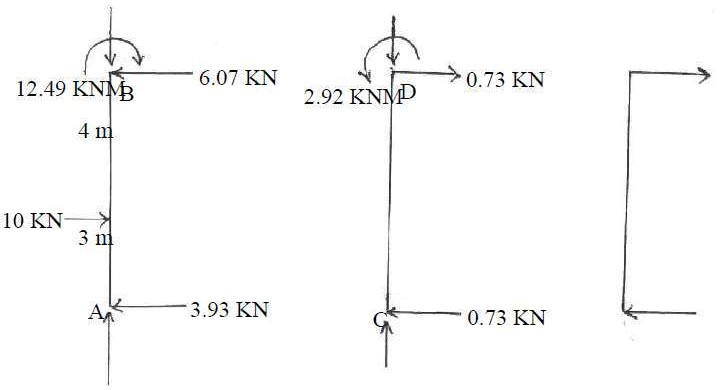 12.49 KNM
B
6.07 KN
4 m
10 KN
3 m
A
3.93 KN
2.92 KNM
D
0.73 KN
C
0.73 KN